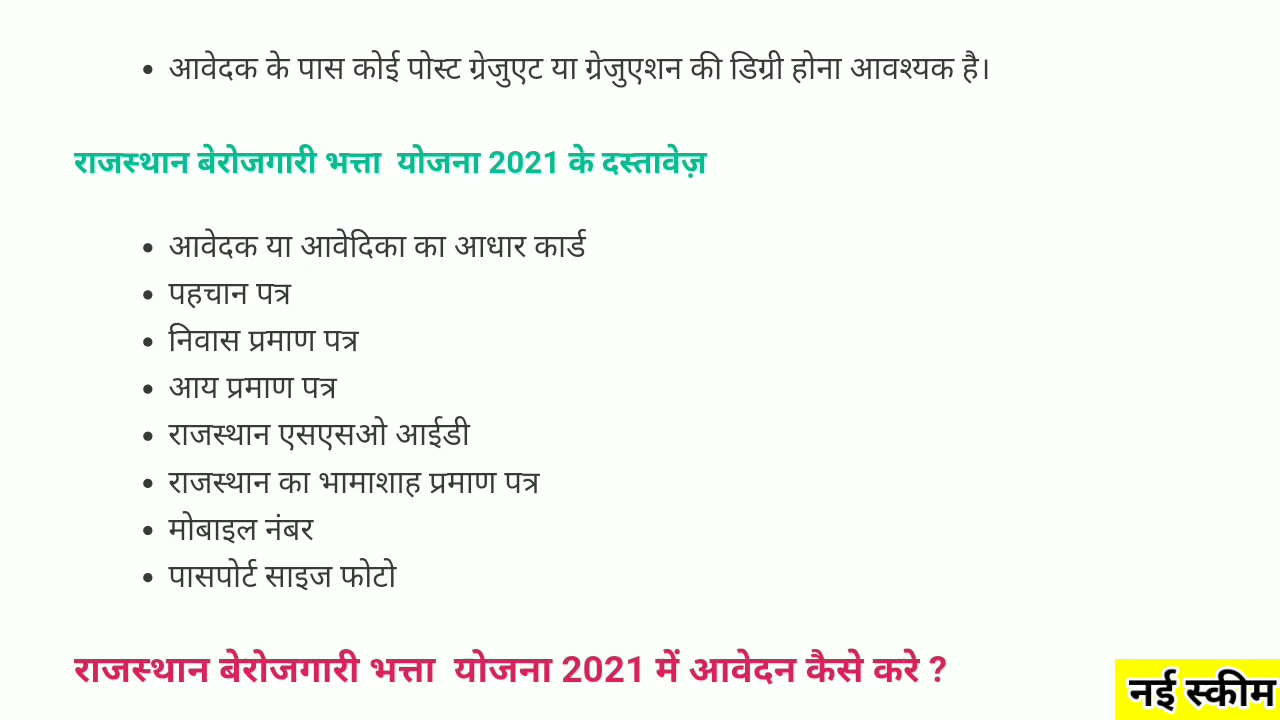 • आवेदक के पास कोई पोस्ट ग्रेजुएट या ग्रेजुएशन की डिग्री होना आवश्यक है।
राजस्थान बेरोजगारी भत्ता योजना 2021 के दस्तावेज़
• आवेदक या आवेदिका का आधार कार्ड
• पहचान पत्र
• निवास प्रमाण पत्र
• आय प्रमाण पत्र
• राजस्थान एसएसओ आईडी
• राजस्थान का भामाशाह प्रमाण पत्र
• मोबाइल नंबर
• पासपोर्ट साइज फोटो
राजस्थान बेरोजगारी भत्ता योजना 2021 में आवेदन कैसे करे ?
नई स्कीम